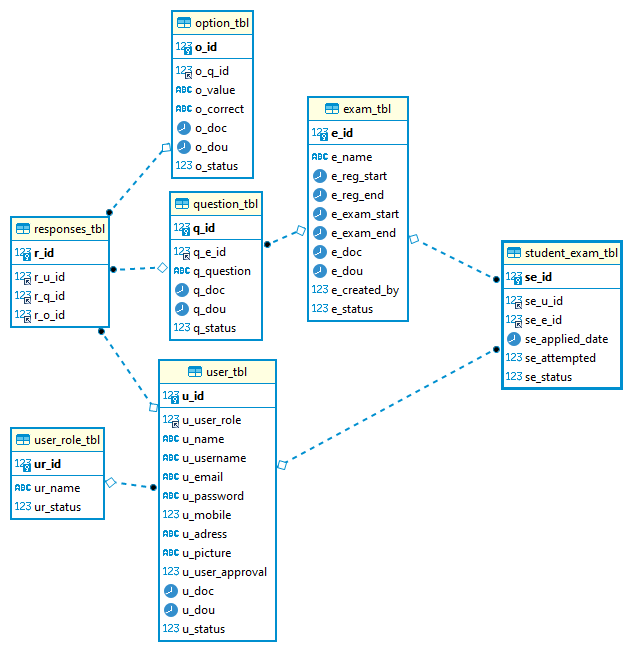 option_tbl
123 o_id
123 o_q_id
ABC o_value
ABC o_correct
o_doc
o_dou
123 o_status
exam_tbl
123 e_id
ABC e_name
e_reg_start
e_reg_end
e_exam_start
e_exam_end
e_doc
e_dou
123 e_created_by
123 e_status
question_tbl
123 q_id
123 q_e_id
ABC q_question
q_doc
q_dou
123 q_status
responses_tbl
123 r_id
123 r_u_id
123 r_q_id
123 r_o_id
student_exam_tbl
123 se_id
123 se_u_id
123 se_e_id
se_applied_date
123 se_attempted
123 se_status
user_tbl
123 u_id
123 u_user_role
ABC u_name
ABC u_username
ABC u_email
ABC u_password
123 u_mobile
ABC u_adress
ABC u_picture
123 u_user_approval
u_doc
u_dou
123 u_status
user_role_tbl
123 ur_id
ABC ur_name
123 ur_status